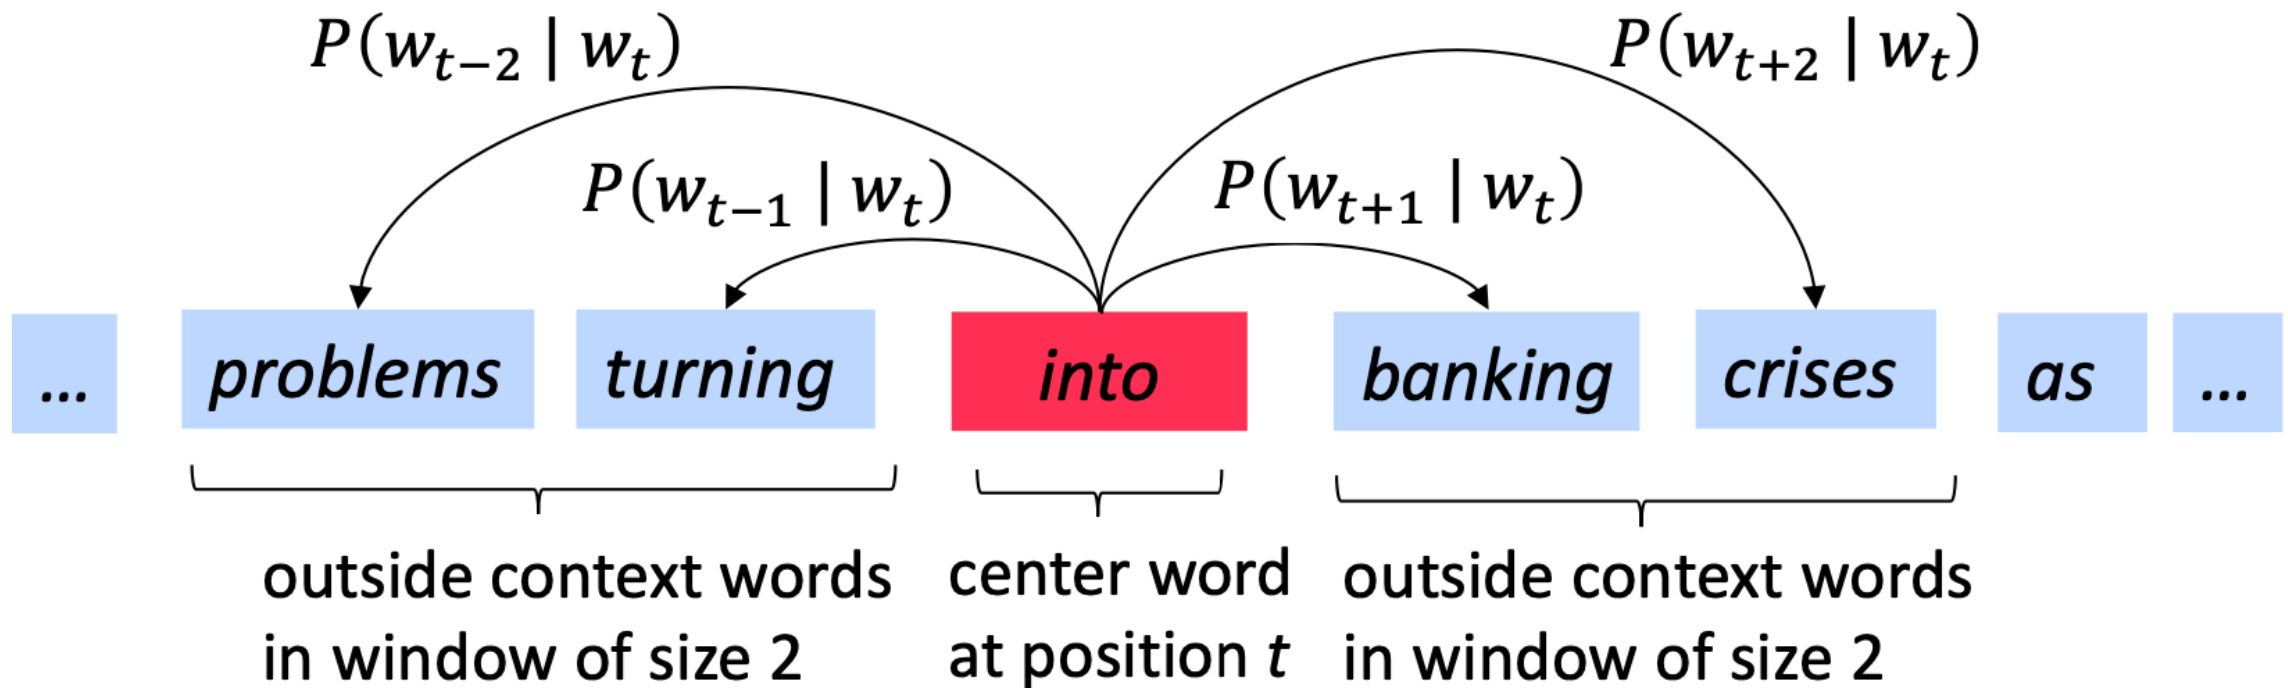 P(w_{t−2} | w_t)
P(w_{t+2} | w_t)
P(w_{t−1} | w_t)
P(w_{t+1} | w_t)
... problems turning into banking crises as ...
outside context words
in window of size 2
center word
at position t
outside context words
in window of size 2